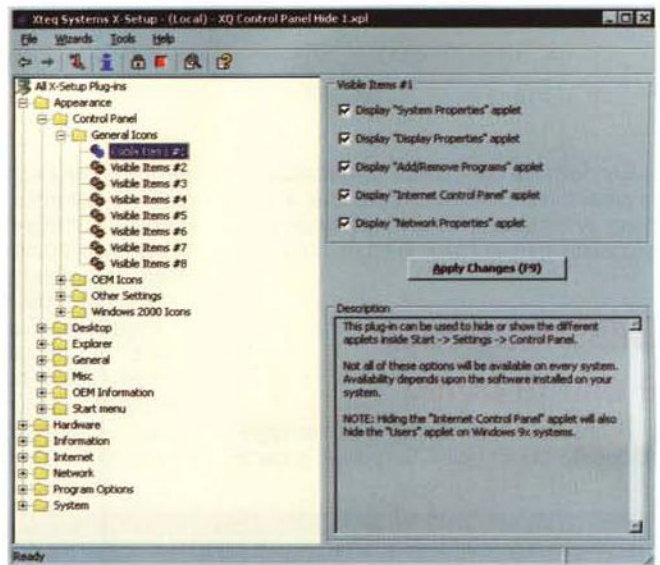 Xteq Systems X-Setup - (Local) - XQ Control Panel Hide 1.xpl
File Wizards Tools Help
All X-Setup Plug-ins
Appearance
Control Panel
General Icons
Visible Items #1
Visible Items #2
Visible Items #3
Visible Items #4
Visible Items #5
Visible Items #6
Visible Items #7
Visible Items #8
OEM Icons
Other Settings
Windows 2000 Icons
Desktop
Explorer
General
Misc
OEM Information
Start menu
Hardware
Information
Internet
Network
Program Options
System
Visible Items #1
Display "System Properties" applet
Display "Display Properties" applet
Display "Add/Remove Programs" applet
Display "Internet Control Panel" applet
Display "Network Properties" applet
Apply Changes (F9)
Description
This plug-in can be used to hide or show the different
applets inside Start -> Settings -> Control Panel.
Not all of these options will be available on every system.
Availability depends upon the software installed on your
system.
NOTE: Hiding the "Internet Control Panel" applet will also
hide the "Users" applet on Windows 9x systems.
Ready